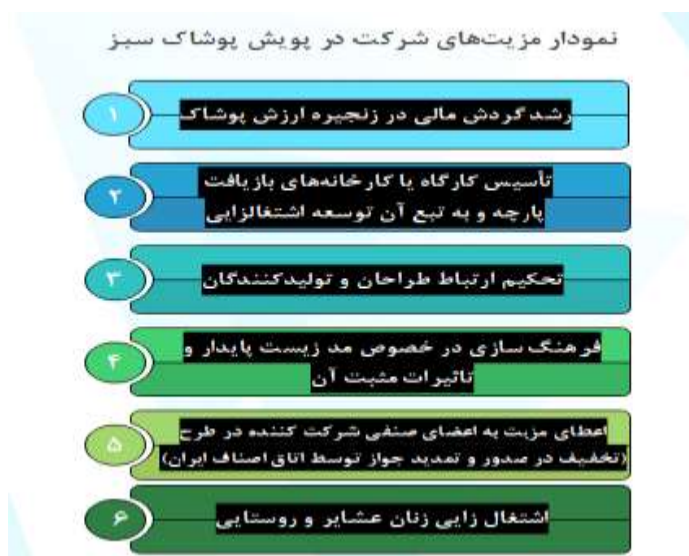 نمودار مزیت‌های شرکت در پویش پوشاک سبز
۱
رشد گردش مالی در زنجیره ارزش پوشاک
۲
تأسیس کارگاه یا کارخانه‌های بازیافت
پارچه و به تبع آن توسعه اشتغالزایی
۳
تحکیم ارتباط طراحان و تولیدکنندگان
۴
فرهنگ سازی در خصوص مد زیست پایدار و
تاثیرات مثبت آن
۵
اعطای مزیت به اعضای صنفی شرکت کننده در طرح
(تخفیف در صدور و تمدید جواز توسط اتاق اصناف ایران)
۶
اشتغال زایی زنان عشایر و روستایی